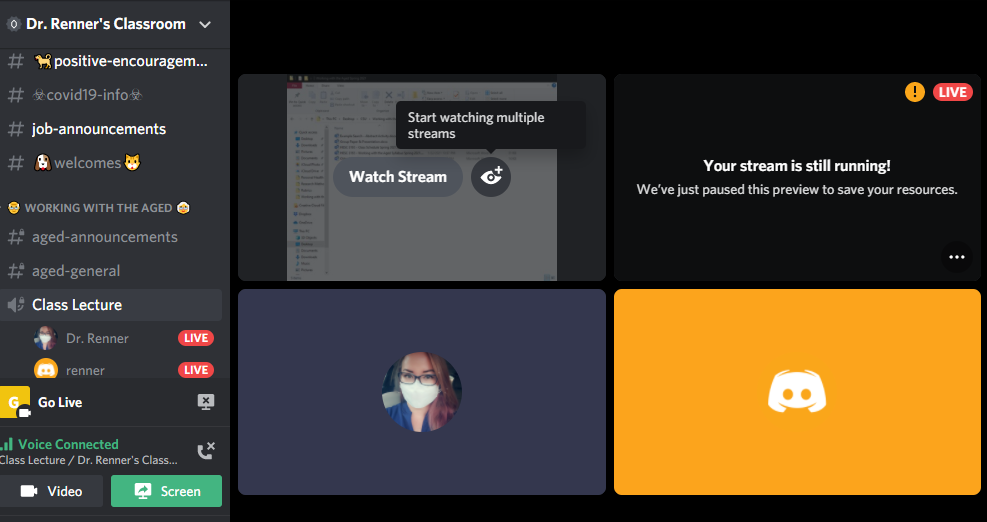 Dr. Renner's Classroom
positive-encouragem...
covid19-info
job-announcements
welcomes
WORKING WITH THE AGED
aged-announcements
aged-general
Class Lecture
Dr. Renner
LIVE
renner
LIVE
G
Go Live
Voice Connected
Class Lecture / Dr. Renner's Class...
Video
Screen
Start watching multiple
streams
Watch Stream
LIVE
Your stream is still running!
We've just paused this preview to save your resources.